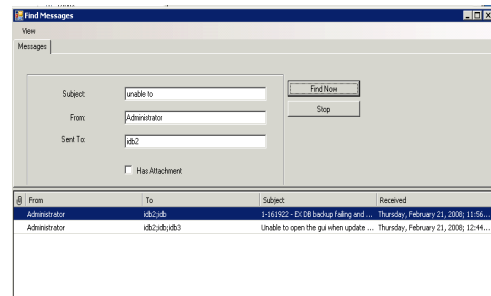 Find Messages
View
Messages
Subject:
unable to
Find Now
From:
Administrator
Stop
Sent To:
idb2
Has Attachment
From To Subject Received
Administrator idb2;idb 1-161922 - EX DB backup failing and ... Thursday, February 21, 2008; 11:56...
Administrator idb2;idb;idb3 Unable to open the gui when update ... Thursday, February 21, 2008; 12:44...